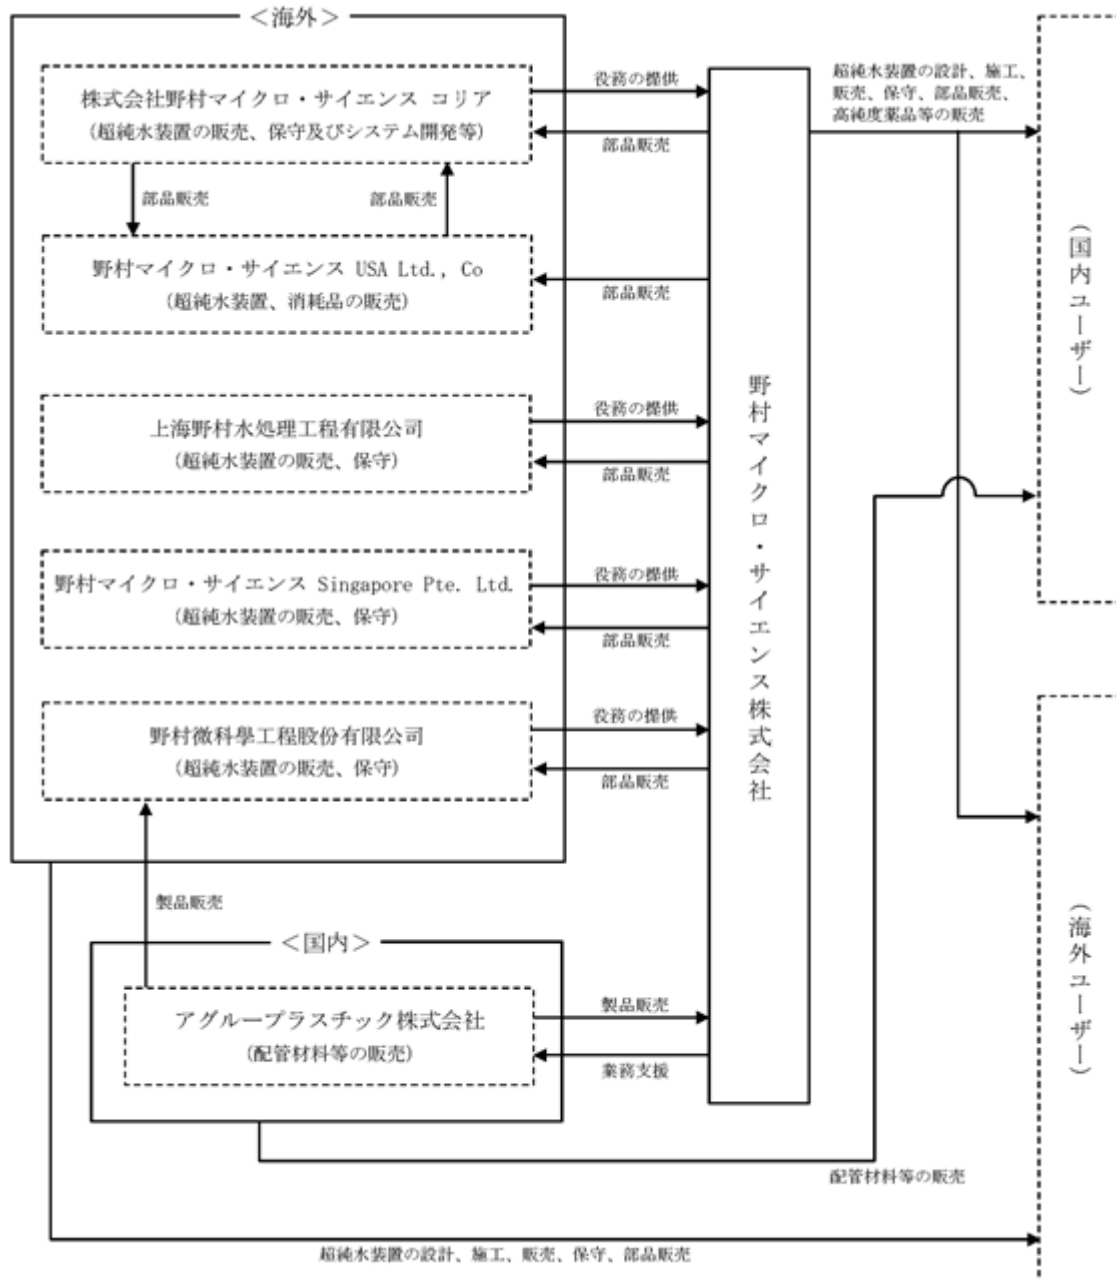 ＜海外＞
株式会社野村マイクロ・サイエンス コリア
(超純水装置の販売、保守及びシステム開発等)
役務の提供
部品販売
超純水装置の設計、施工、
販売、保守、部品販売、
高純度薬品等の販売
部品販売
部品販売
野村マイクロ・サイエンス USA Ltd., Co
(超純水装置、消耗品の販売)
部品販売
上海野村水処理工程有限公司
(超純水装置の販売、保守)
役務の提供
部品販売
野村マイクロ・サイエンス Singapore Pte. Ltd.
(超純水装置の販売、保守)
役務の提供
部品販売
野村微科學工程股份有限公司
(超純水装置の販売、保守)
役務の提供
部品販売
野村マイクロ・サイエンス株式会社
(国内ユーザー)
(海外ユーザー)
製品販売
＜国内＞
アグループラスチック株式会社
(配管材料等の販売)
製品販売
業務支援
配管材料等の販売
超純水装置の設計、施工、販売、保守、部品販売